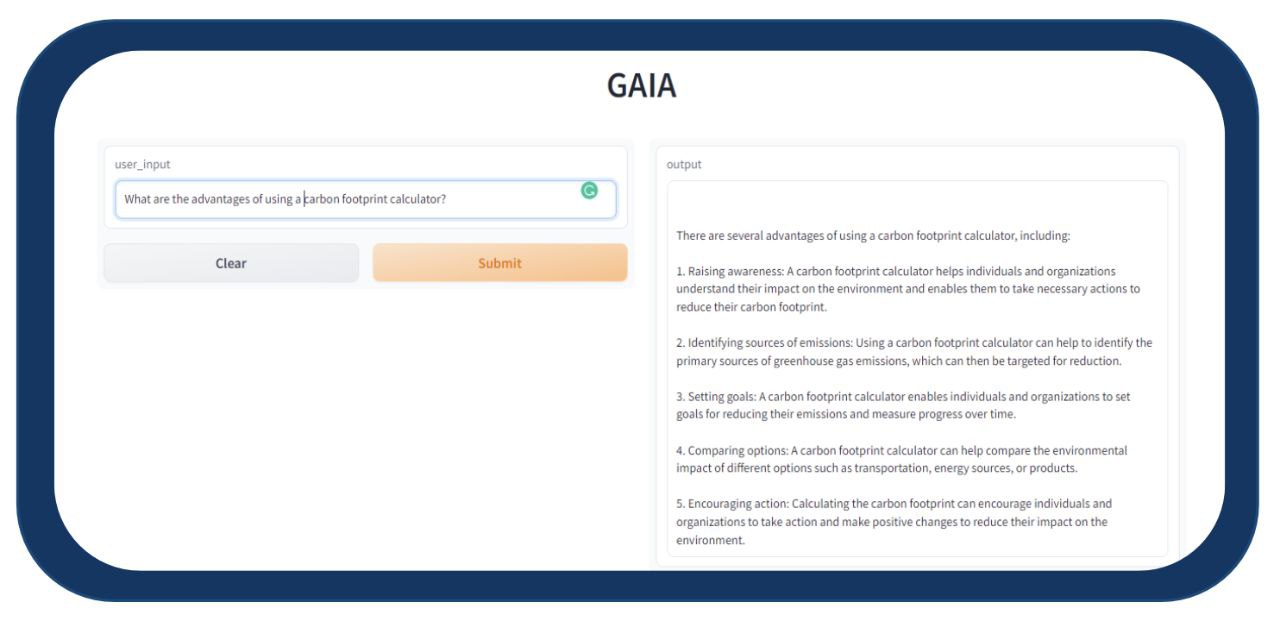 GAIA
user_input
What are the advantages of using a carbon footprint calculator?
Clear
Submit
output
There are several advantages of using a carbon footprint calculator, including:
1. Raising awareness: A carbon footprint calculator helps individuals and organizations
understand their impact on the environment and enables them to take necessary actions to
reduce their carbon footprint.
2. Identifying sources of emissions: Using a carbon footprint calculator can help to identify the
primary sources of greenhouse gas emissions, which can then be targeted for reduction.
3. Setting goals: A carbon footprint calculator enables individuals and organizations to set
goals for reducing their emissions and measure progress over time.
4. Comparing options: A carbon footprint calculator can help compare the environmental
impact of different options such as transportation, energy sources, or products.
5. Encouraging action: Calculating the carbon footprint can encourage individuals and
organizations to take action and make positive changes to reduce their impact on the
environment.